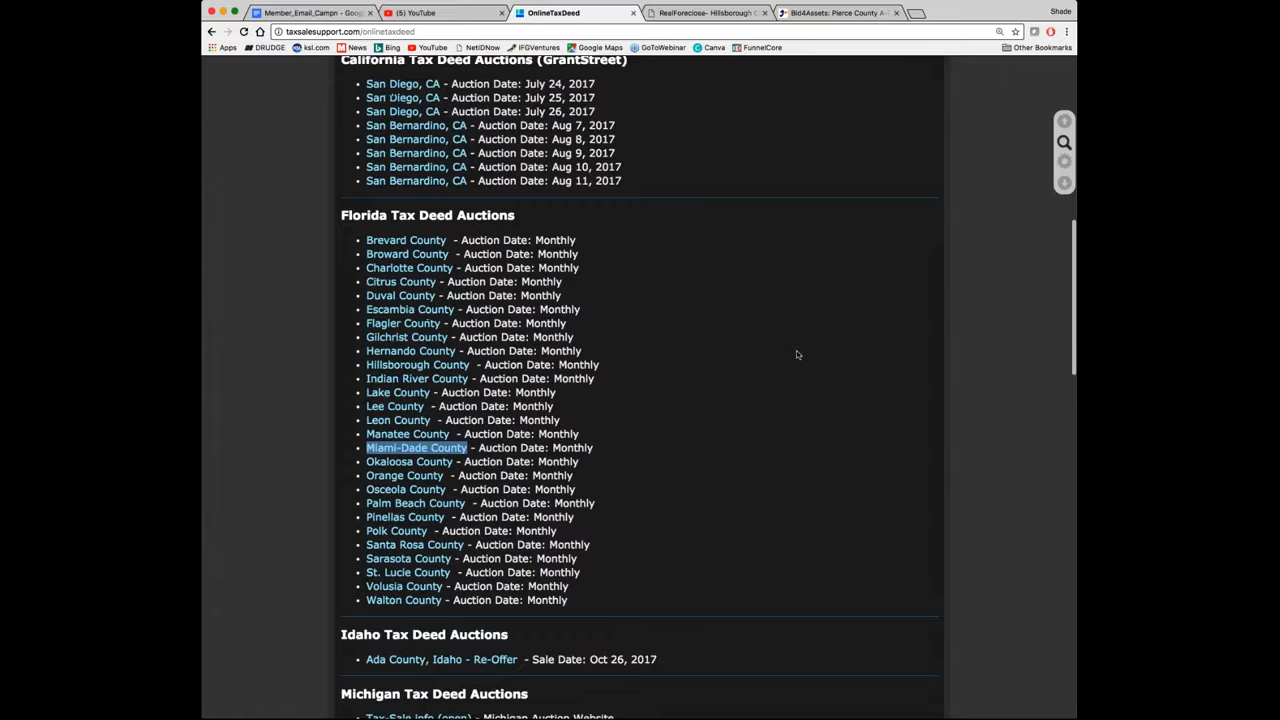 Member_Email_Campn - Goog
(5) YouTube
OnlineTaxDeed
RealForeclose- Hillsborough C
Bid4Assets: Pierce County A-T
Shade
taxsalesupport.com/onlinetaxdeed
Apps
DRUDGE
ksl.com
News
Bing
YouTube
NetIDNow
IFGVentures
Google Maps
GoToWebinar
Canva
FunnelCore
Other Bookmarks
California Tax Deed Auctions (GrantStreet)
• San Diego, CA - Auction Date: July 24, 2017
• San Diego, CA - Auction Date: July 25, 2017
• San Diego, CA - Auction Date: July 26, 2017
• San Bernardino, CA - Auction Date: Aug 7, 2017
• San Bernardino, CA - Auction Date: Aug 8, 2017
• San Bernardino, CA - Auction Date: Aug 9, 2017
• San Bernardino, CA - Auction Date: Aug 10, 2017
• San Bernardino, CA - Auction Date: Aug 11, 2017
Florida Tax Deed Auctions
• Brevard County - Auction Date: Monthly
• Broward County - Auction Date: Monthly
• Charlotte County - Auction Date: Monthly
• Citrus County - Auction Date: Monthly
• Duval County - Auction Date: Monthly
• Escambia County - Auction Date: Monthly
• Flagler County - Auction Date: Monthly
• Gilchrist County - Auction Date: Monthly
• Hernando County - Auction Date: Monthly
• Hillsborough County - Auction Date: Monthly
• Indian River County - Auction Date: Monthly
• Lake County - Auction Date: Monthly
• Lee County - Auction Date: Monthly
• Leon County - Auction Date: Monthly
• Manatee County - Auction Date: Monthly
• Miami-Dade County - Auction Date: Monthly
• Okaloosa County - Auction Date: Monthly
• Orange County - Auction Date: Monthly
• Osceola County - Auction Date: Monthly
• Palm Beach County - Auction Date: Monthly
• Pinellas County - Auction Date: Monthly
• Polk County - Auction Date: Monthly
• Santa Rosa County - Auction Date: Monthly
• Sarasota County - Auction Date: Monthly
• St. Lucie County - Auction Date: Monthly
• Volusia County - Auction Date: Monthly
• Walton County - Auction Date: Monthly
Idaho Tax Deed Auctions
• Ada County, Idaho - Re-Offer - Sale Date: Oct 26, 2017
Michigan Tax Deed Auctions
• Tax-Sale.info (open) - Michigan Auction Website